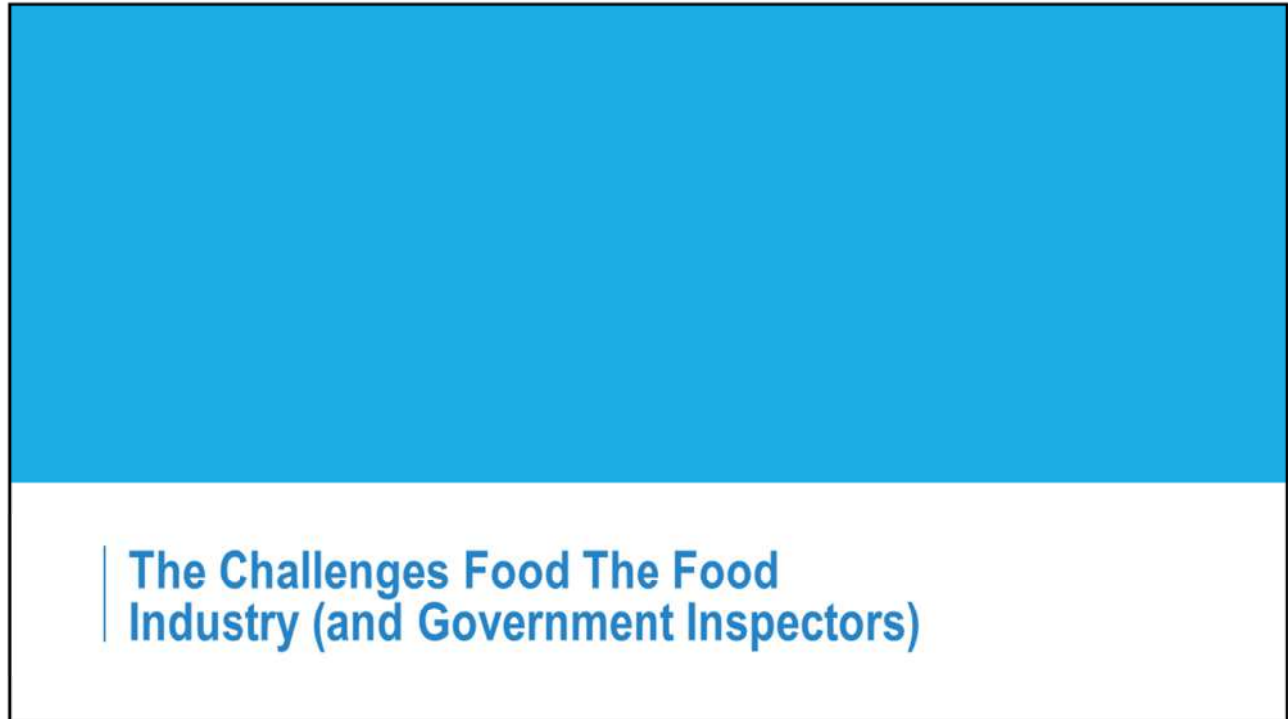 The Challenges Food The Food
Industry (and Government Inspectors)